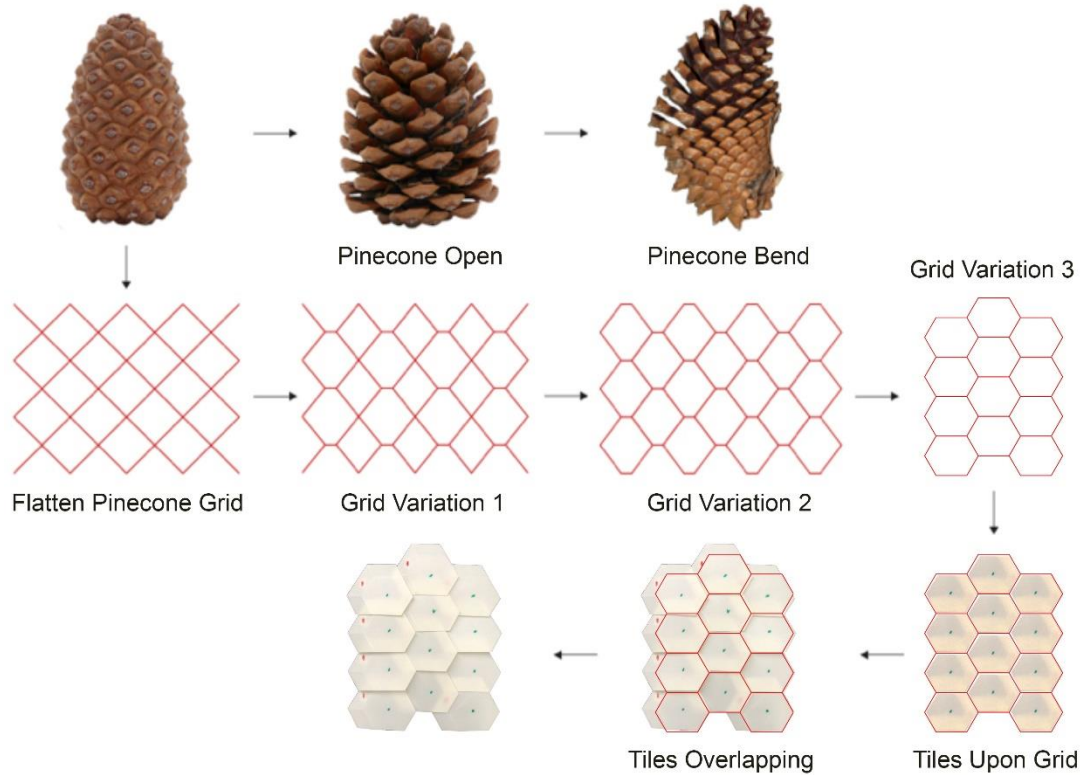 Pinecone Open
Pinecone Bend
Grid Variation 3
Flatten Pinecone Grid
Grid Variation 1
Grid Variation 2
Tiles Overlapping
Tiles Upon Grid